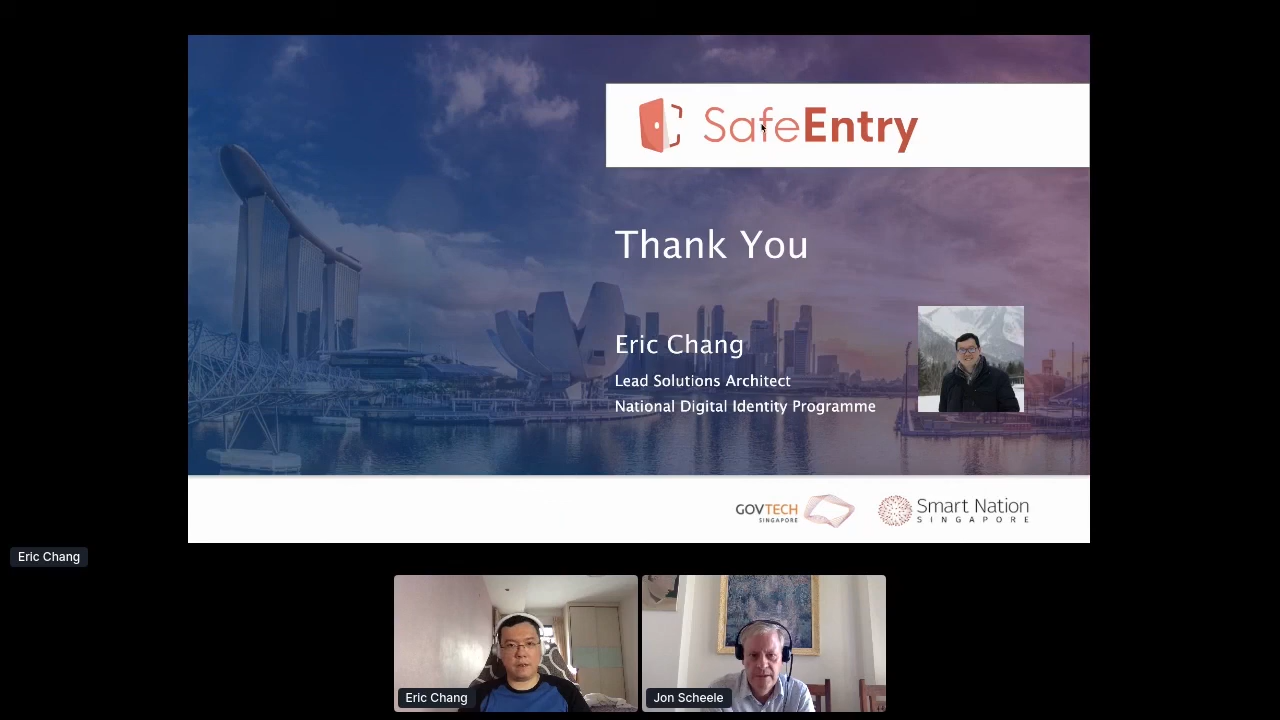 SafeEntry
Thank You
Eric Chang
Lead Solutions Architect
National Digital Identity Programme
GOVTECH
SINGAPORE
Smart Nation
SINGAPORE
Eric Chang
Eric Chang
Jon Scheele